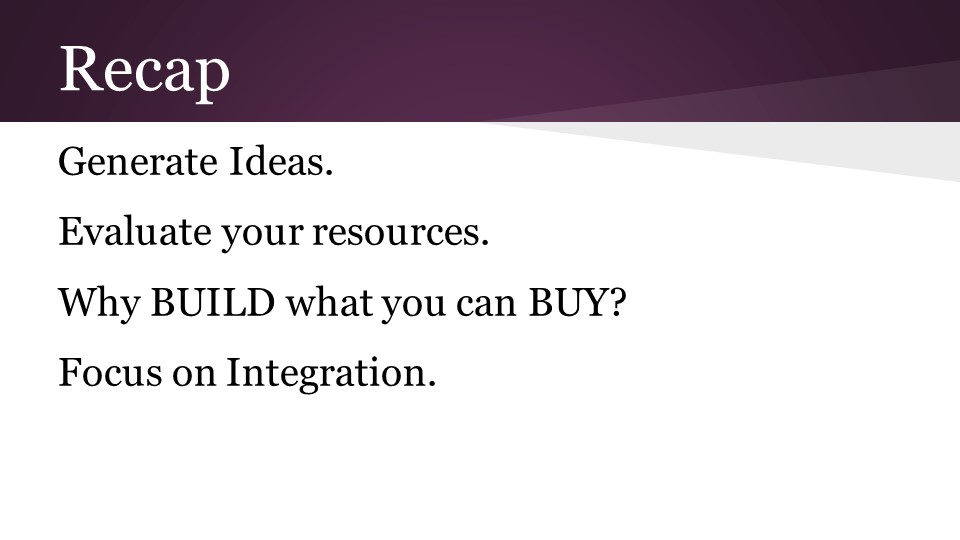 Recap
Generate Ideas.
Evaluate your resources.
Why BUILD what you can BUY?
Focus on Integration.